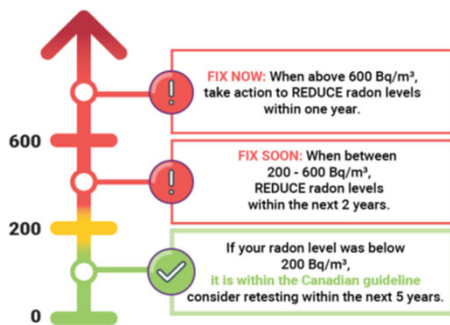 FIX NOW: When above 600 Bq/m³,
take action to REDUCE radon levels
within one year.
600
FIX SOON: When between
200 - 600 Bq/m³,
REDUCE radon levels
within the next 2 years.
200
If your radon level was below
200 Bq/m³,
it is within the Canadian guideline
consider retesting within the next 5 years.
0